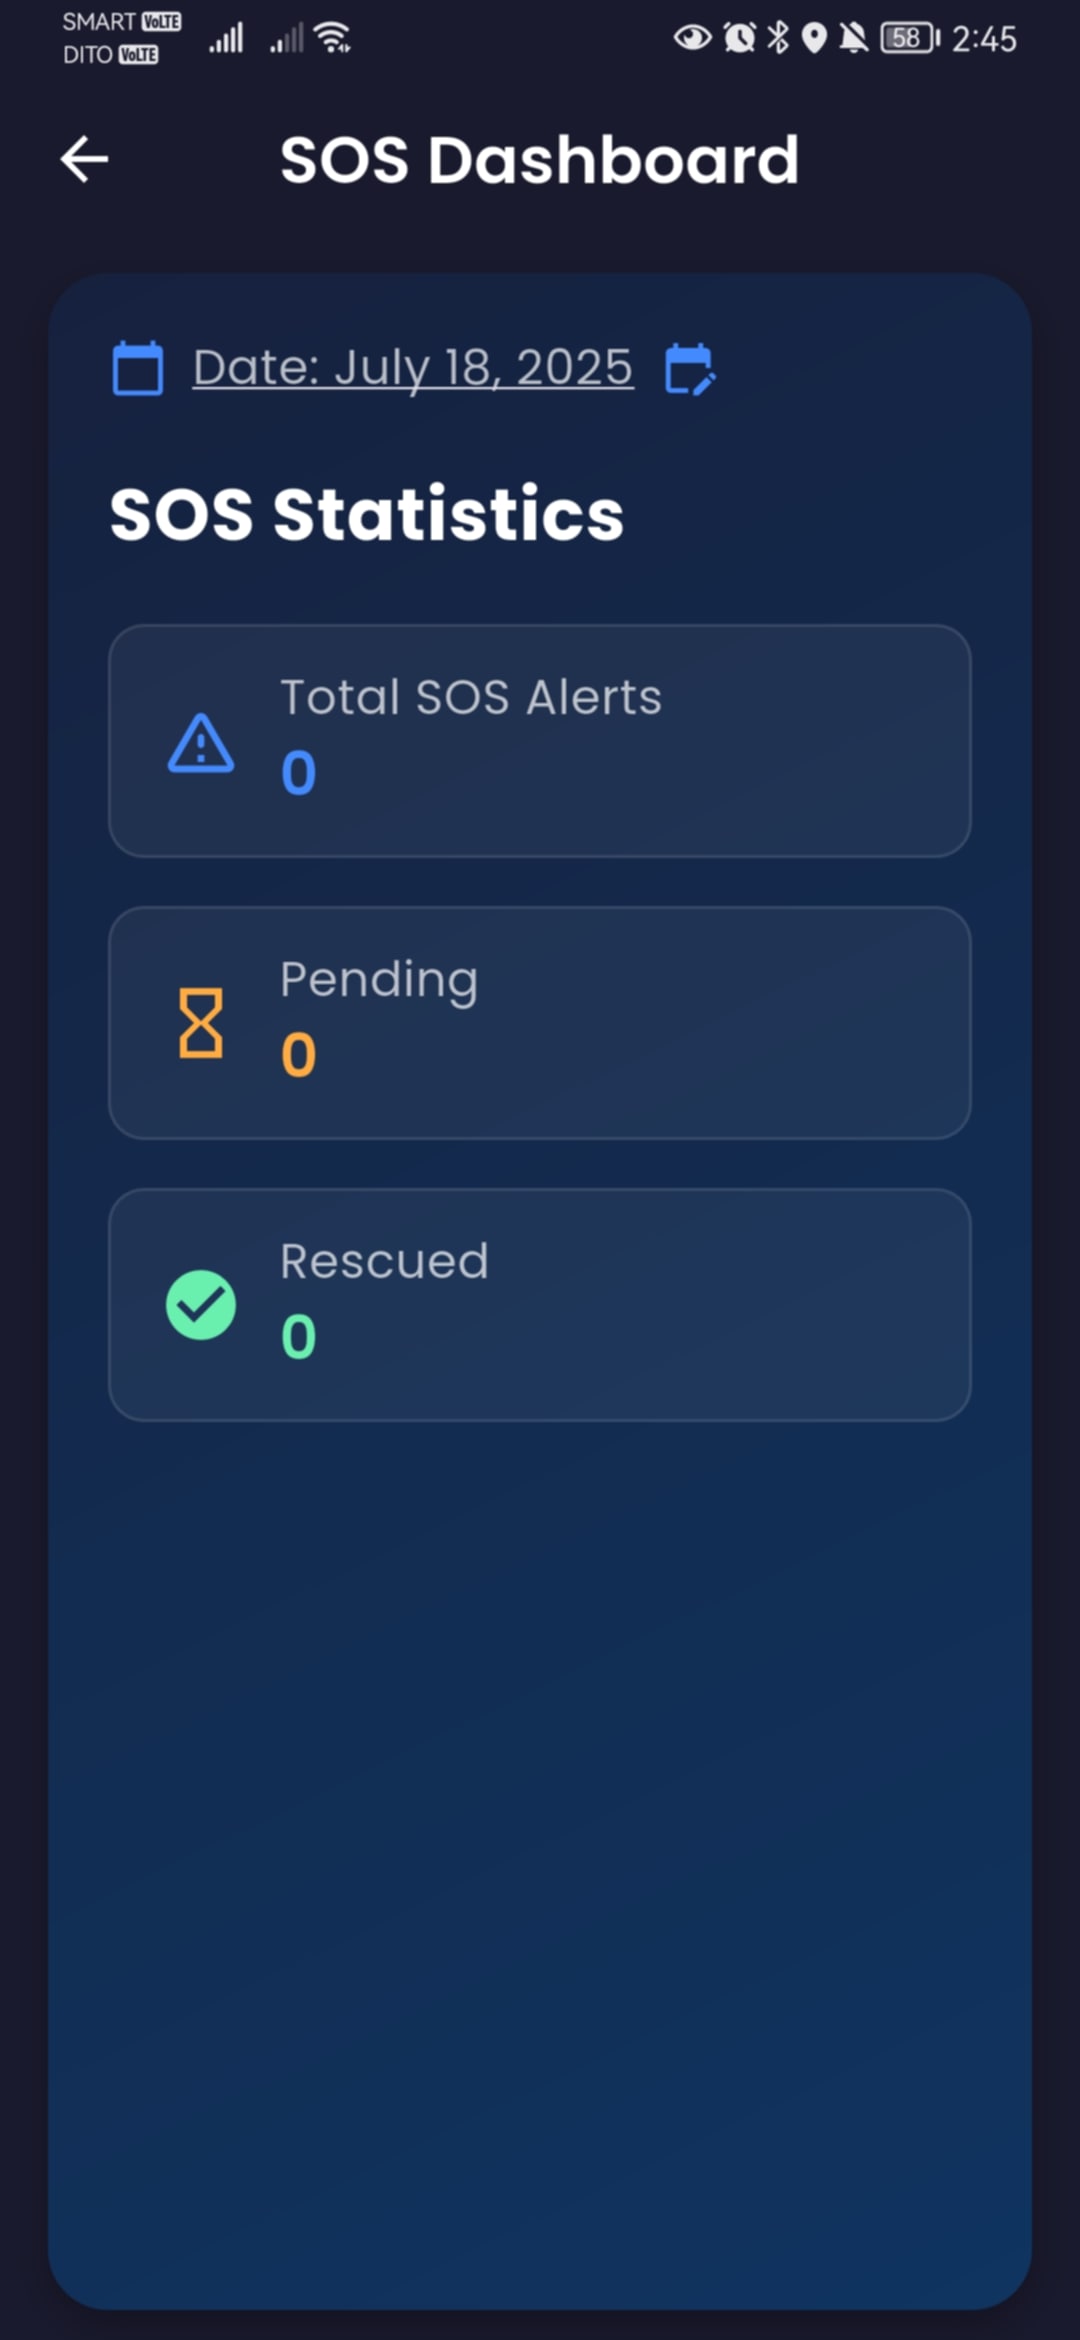 SMART VoLTE
DITO VoLTE
58 2:45
SOS Dashboard
Date: July 18, 2025
SOS Statistics
Total SOS Alerts
0
Pending
0
Rescued
0